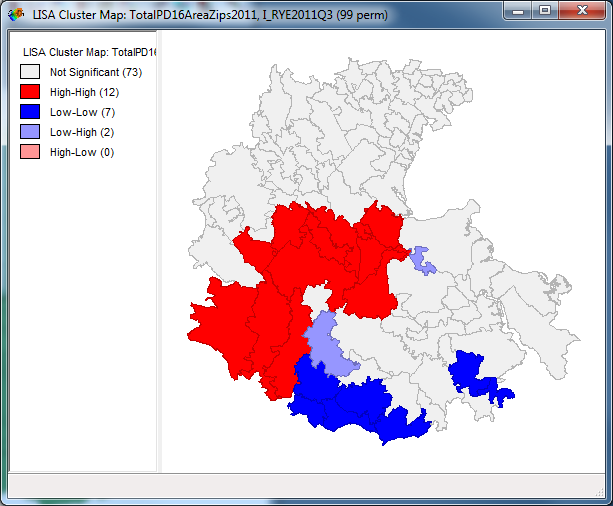 LISA Cluster Map: TotalPD16AreaZips2011, I_RYE2011Q3 (99 perm)
LISA Cluster Map: TotalPD16
Not Significant (73)
High-High (12)
Low-Low (7)
Low-High (2)
High-Low (0)